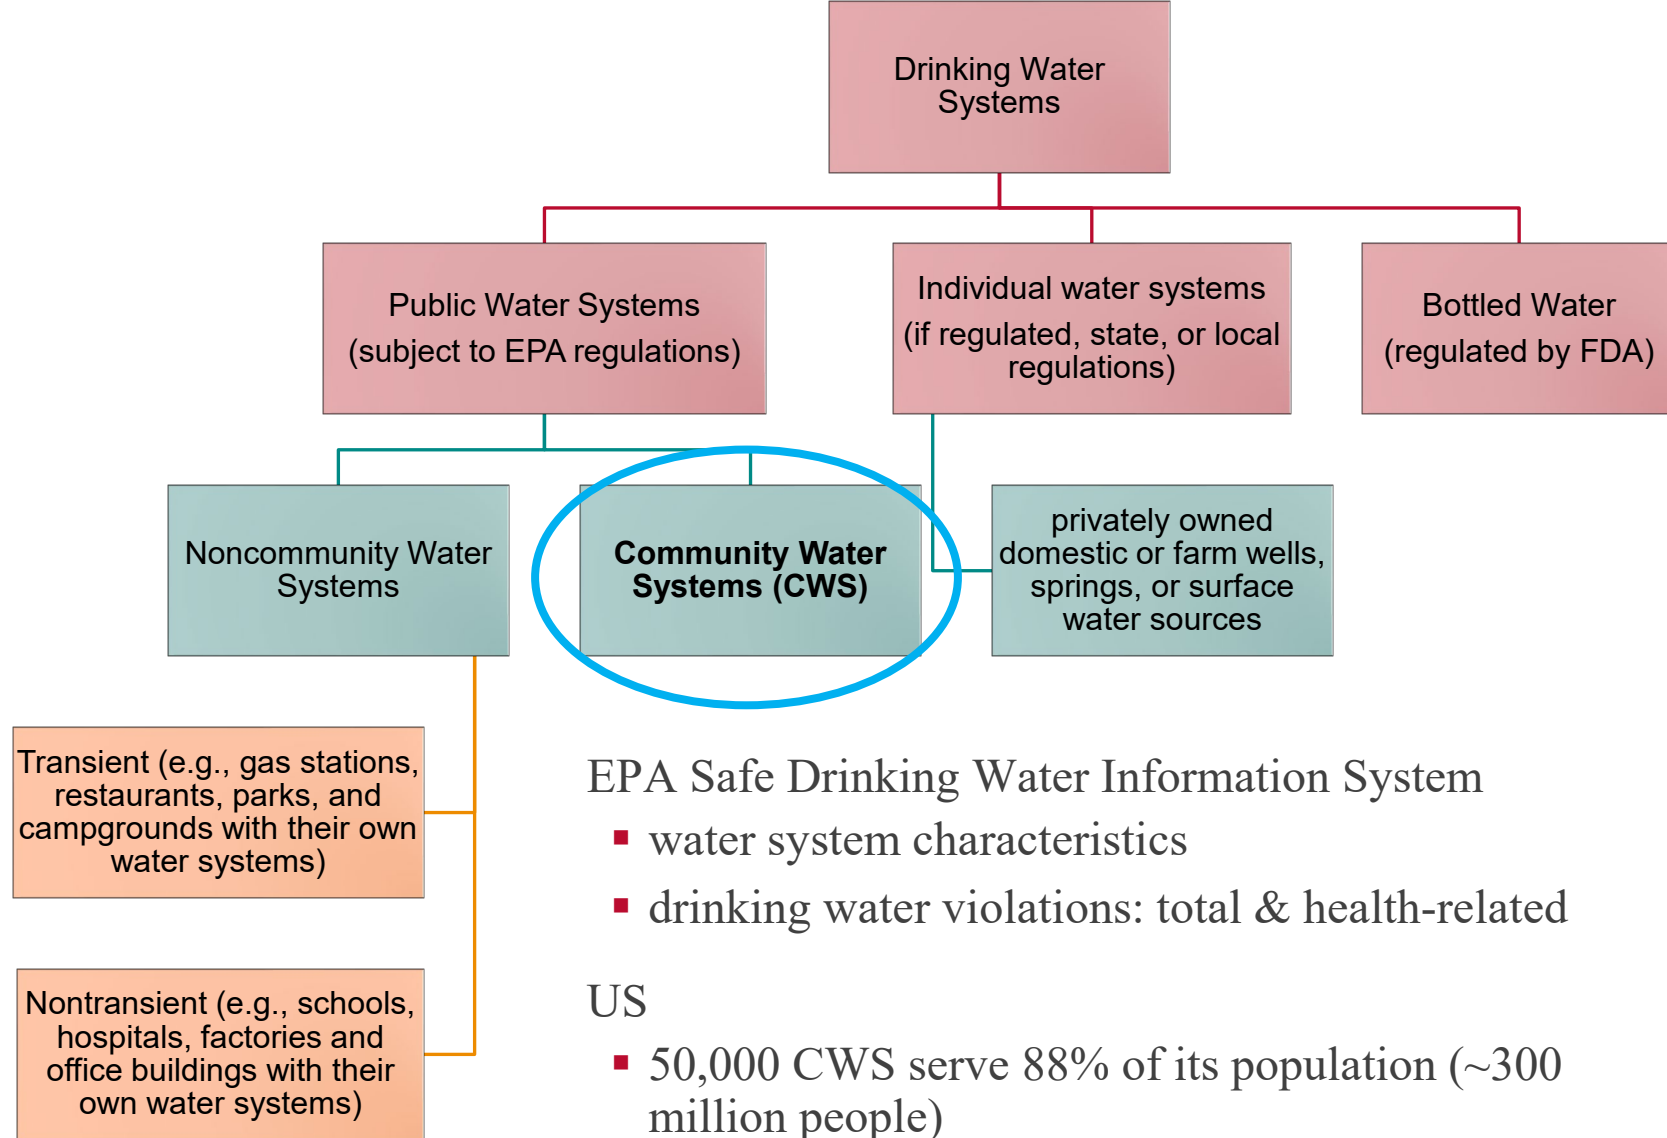 Drinking Water
Systems
Public Water Systems
(subject to EPA regulations)
Individual water systems
(if regulated, state, or local
regulations)
Bottled Water
(regulated by FDA)
Noncommunity Water
Systems
Community Water
Systems (CWS)
privately owned
domestic or farm wells,
springs, or surface
water sources
Transient (e.g., gas stations,
restaurants, parks, and
campgrounds with their own
water systems)
Nontransient (e.g., schools,
hospitals, factories and
office buildings with their
own water systems)
EPA Safe Drinking Water Information System
▪ water system characteristics
▪ drinking water violations: total & health-related
US
▪ 50,000 CWS serve 88% of its population (~300
million people)